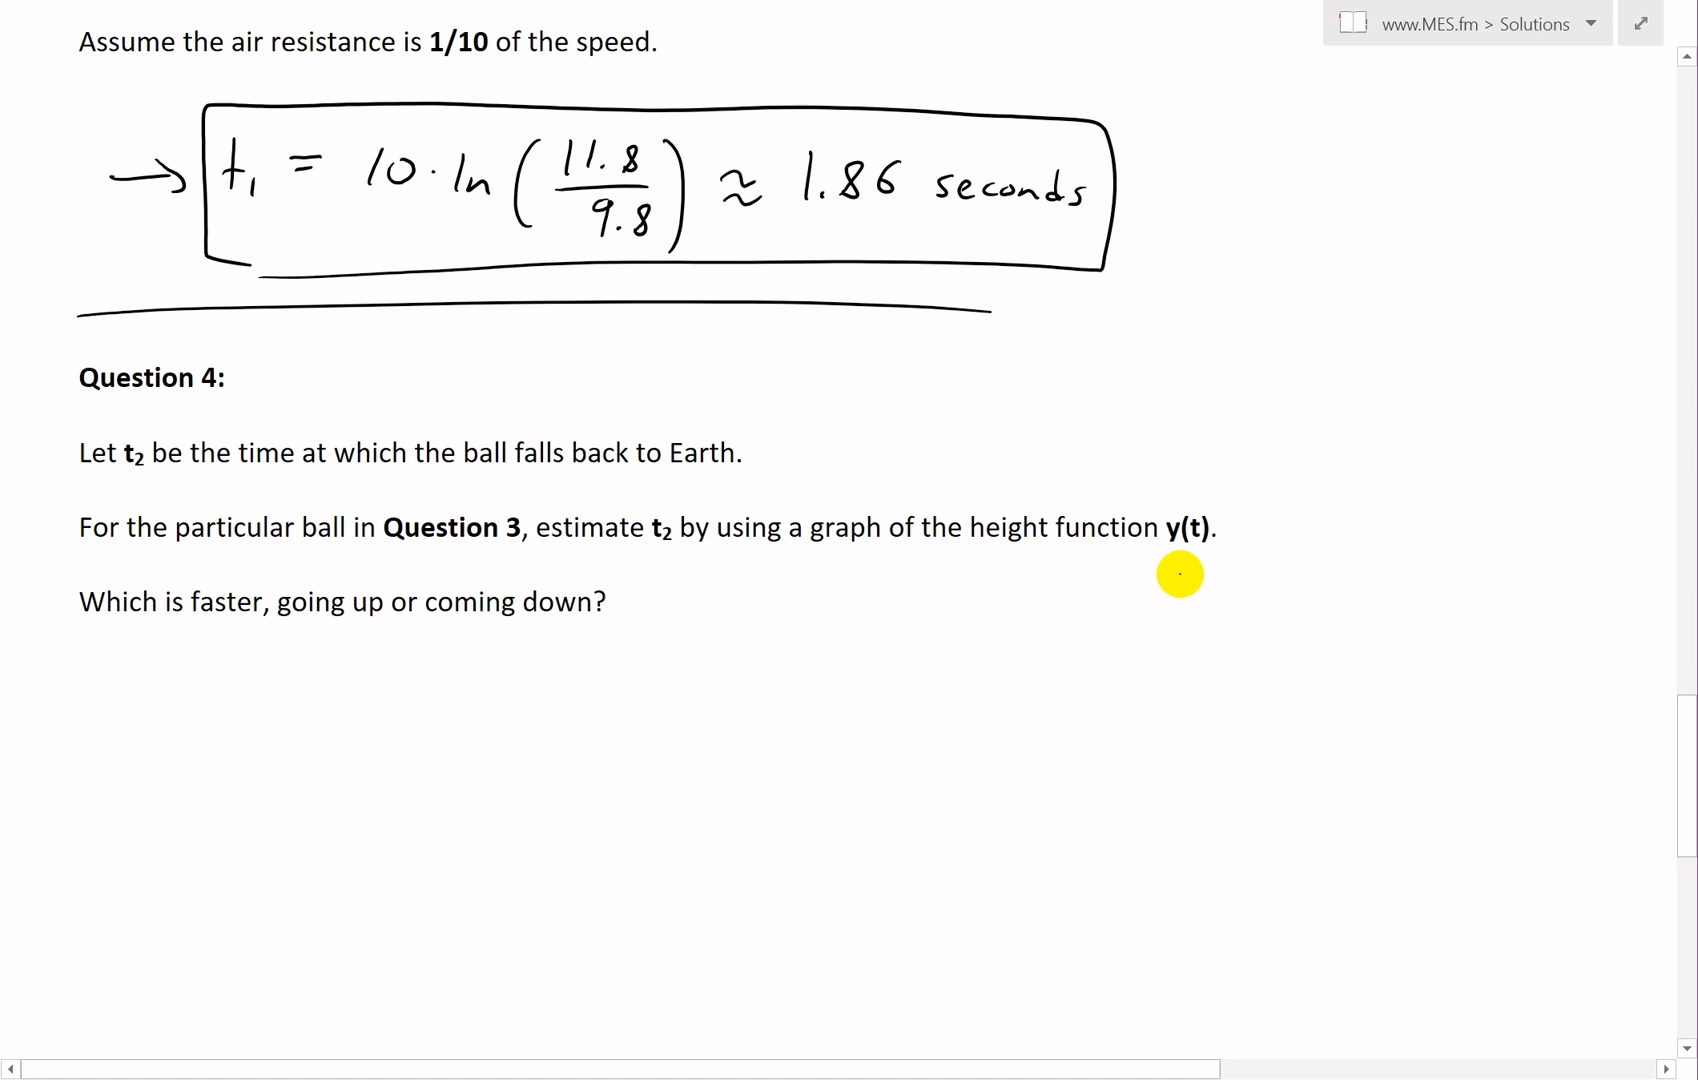 www.MES.fm > Solutions
Assume the air resistance is 1/10 of the speed.
→ t₁ = 10 · ln(11.8/9.8) ≈ 1.86 seconds
Question 4:
Let t₂ be the time at which the ball falls back to Earth.
For the particular ball in Question 3, estimate t₂ by using a graph of the height function y(t).
Which is faster, going up or coming down?